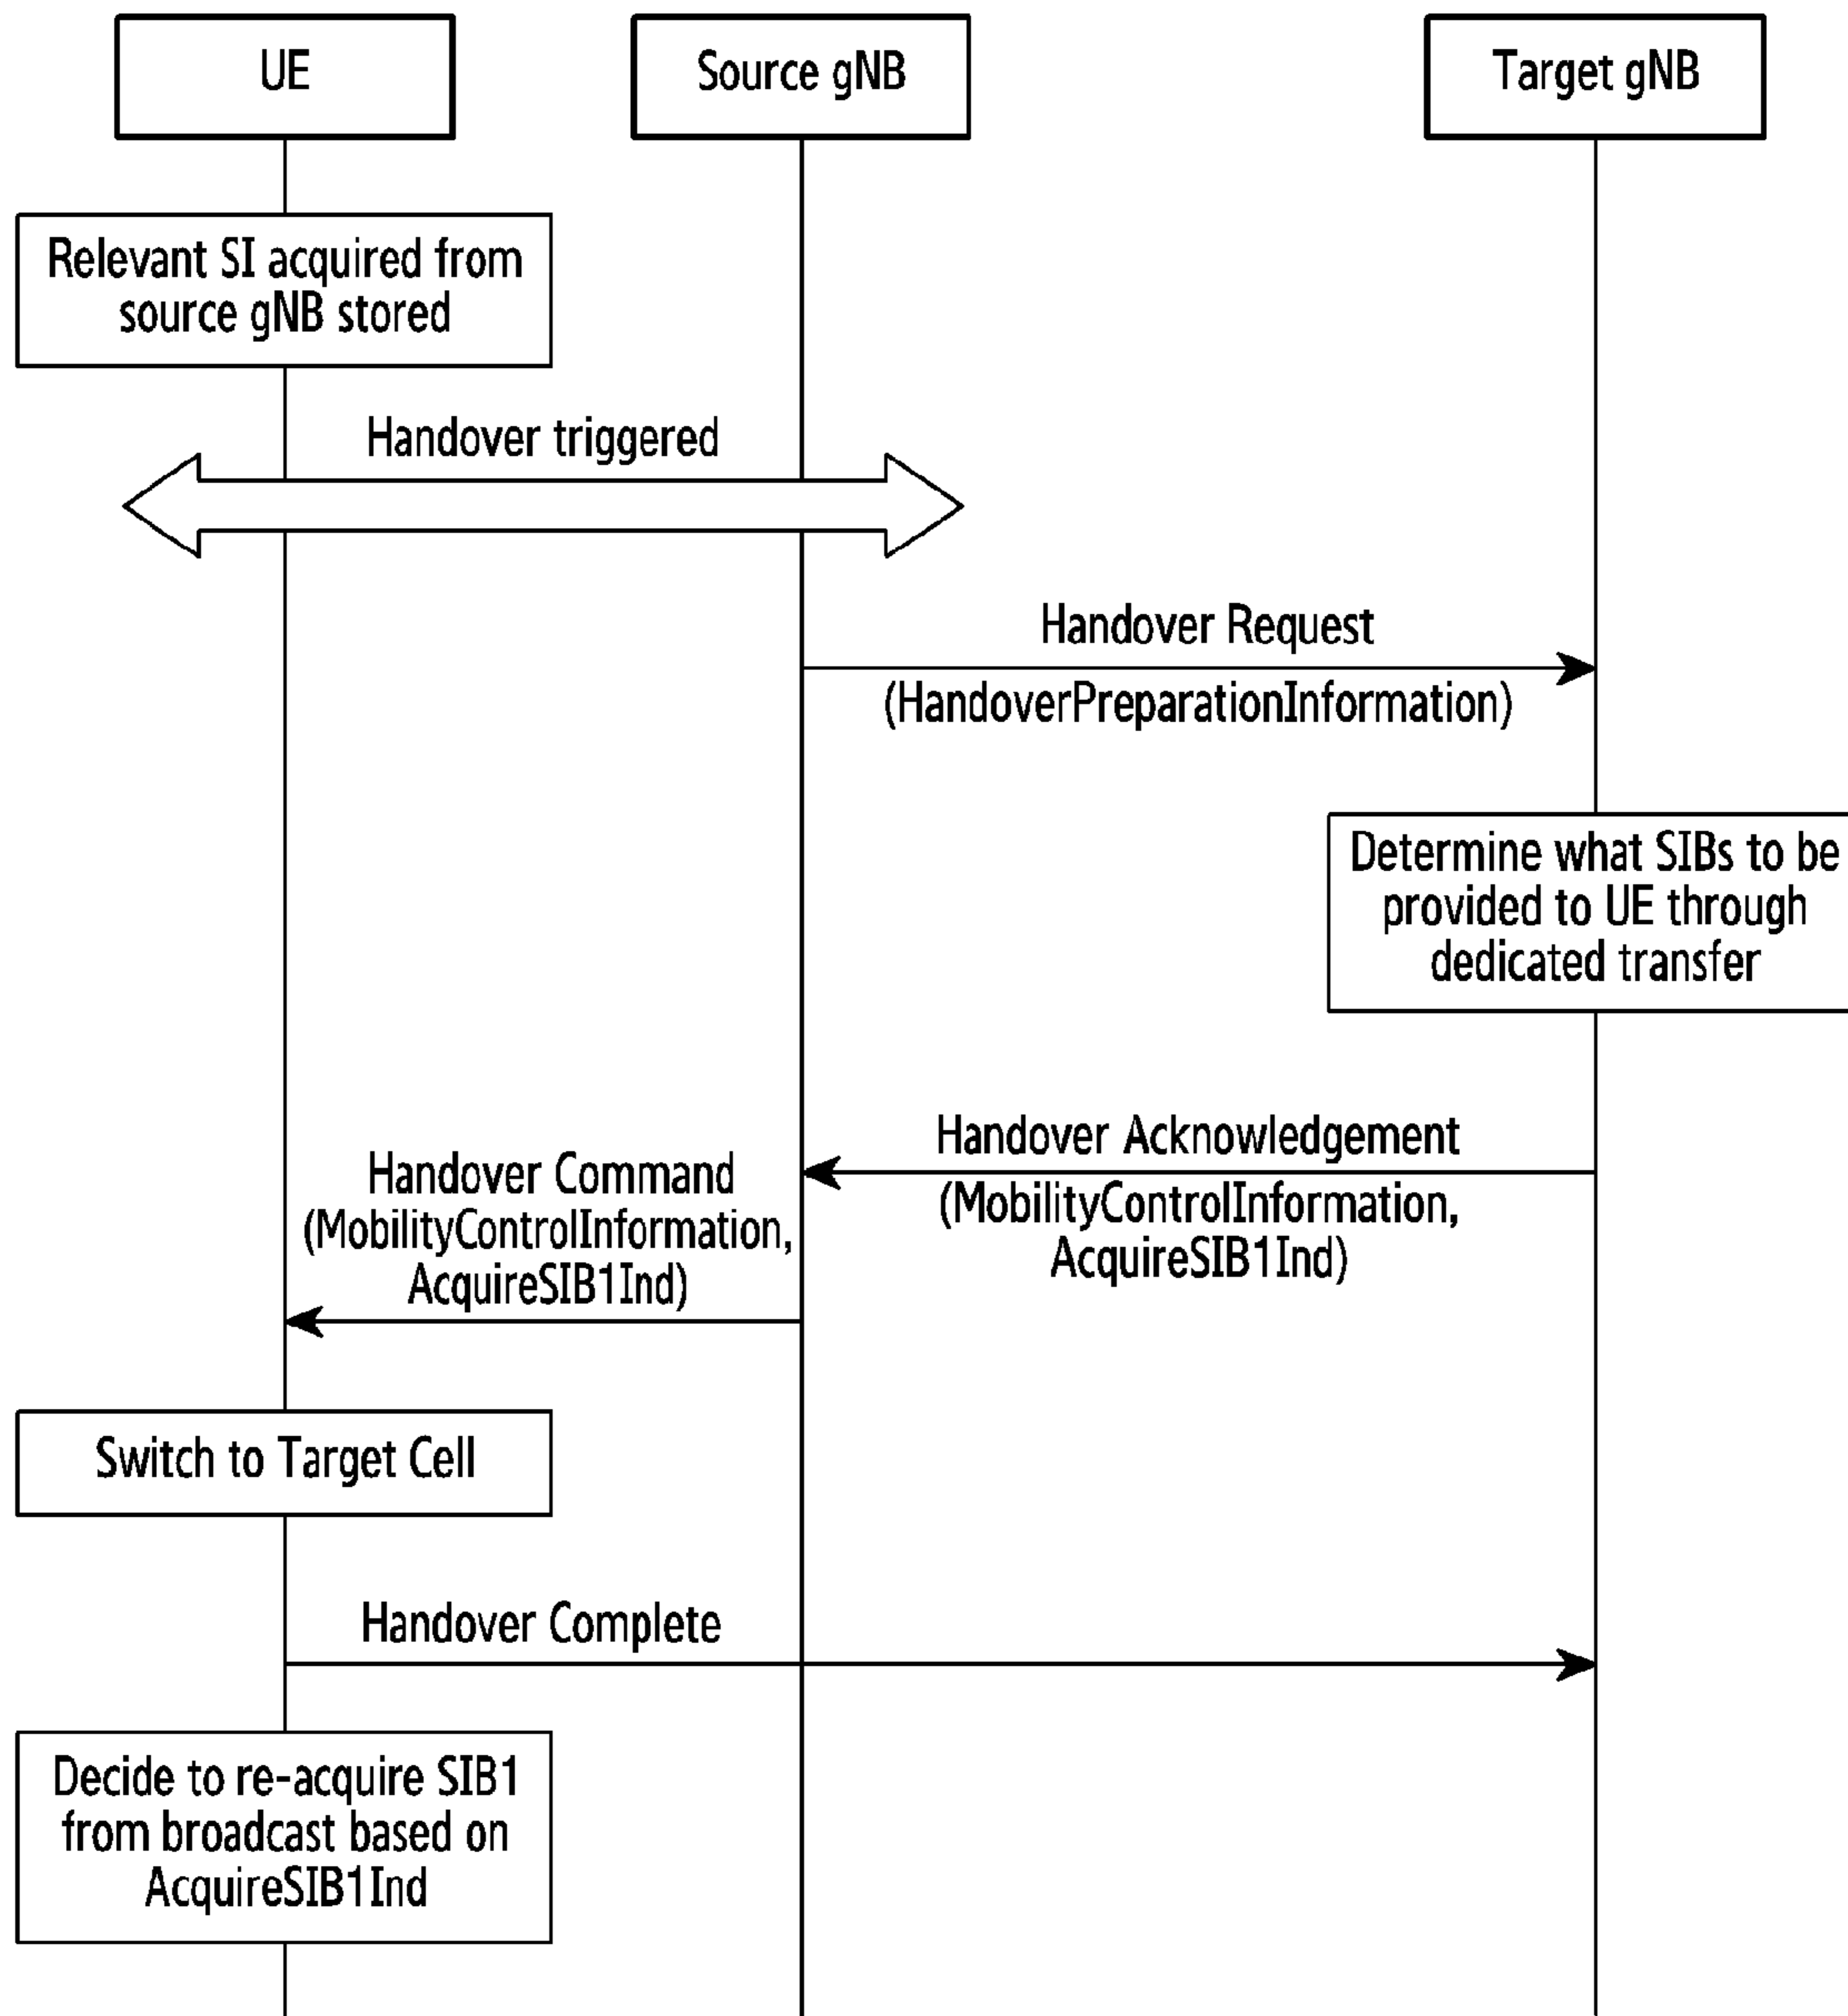 UE
Source gNB
Target gNB
Relevant SI acquired from
source gNB stored
Handover triggered
Handover Request
(HandoverPreparationInformation)
Determine what SIBs to be
provided to UE through
dedicated transfer
Handover Acknowledgement
(MobilityControlInformation,
AcquireSIB1Ind)
Handover Command
(MobilityControlInformation,
AcquireSIB1Ind)
Switch to Target Cell
Handover Complete
Decide to re-acquire SIB1
from broadcast based on
AcquireSIB1Ind